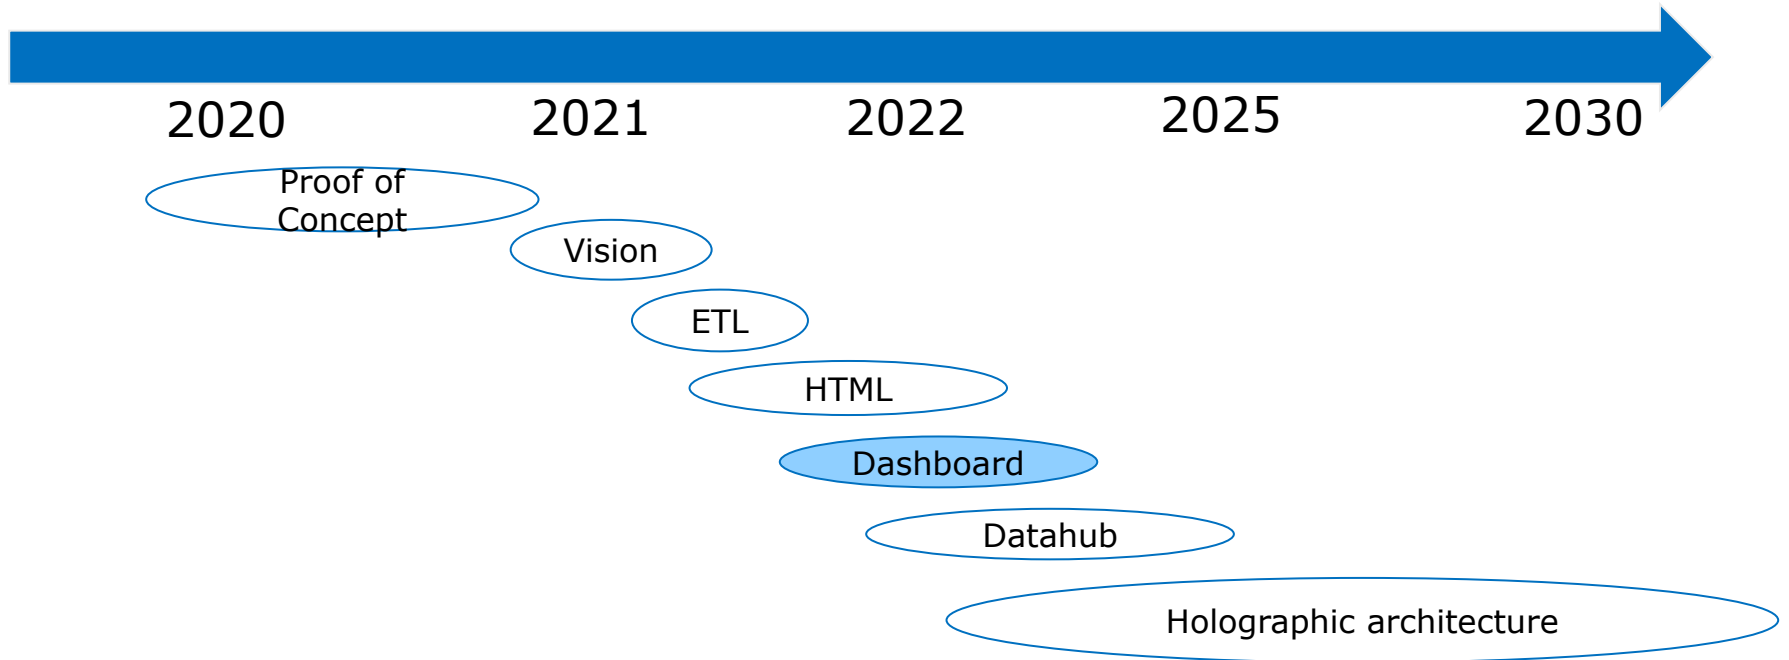 2020 2021 2022 2025 2030
Proof of
Concept
Vision
ETL
HTML
Dashboard
Datahub
Holographic architecture